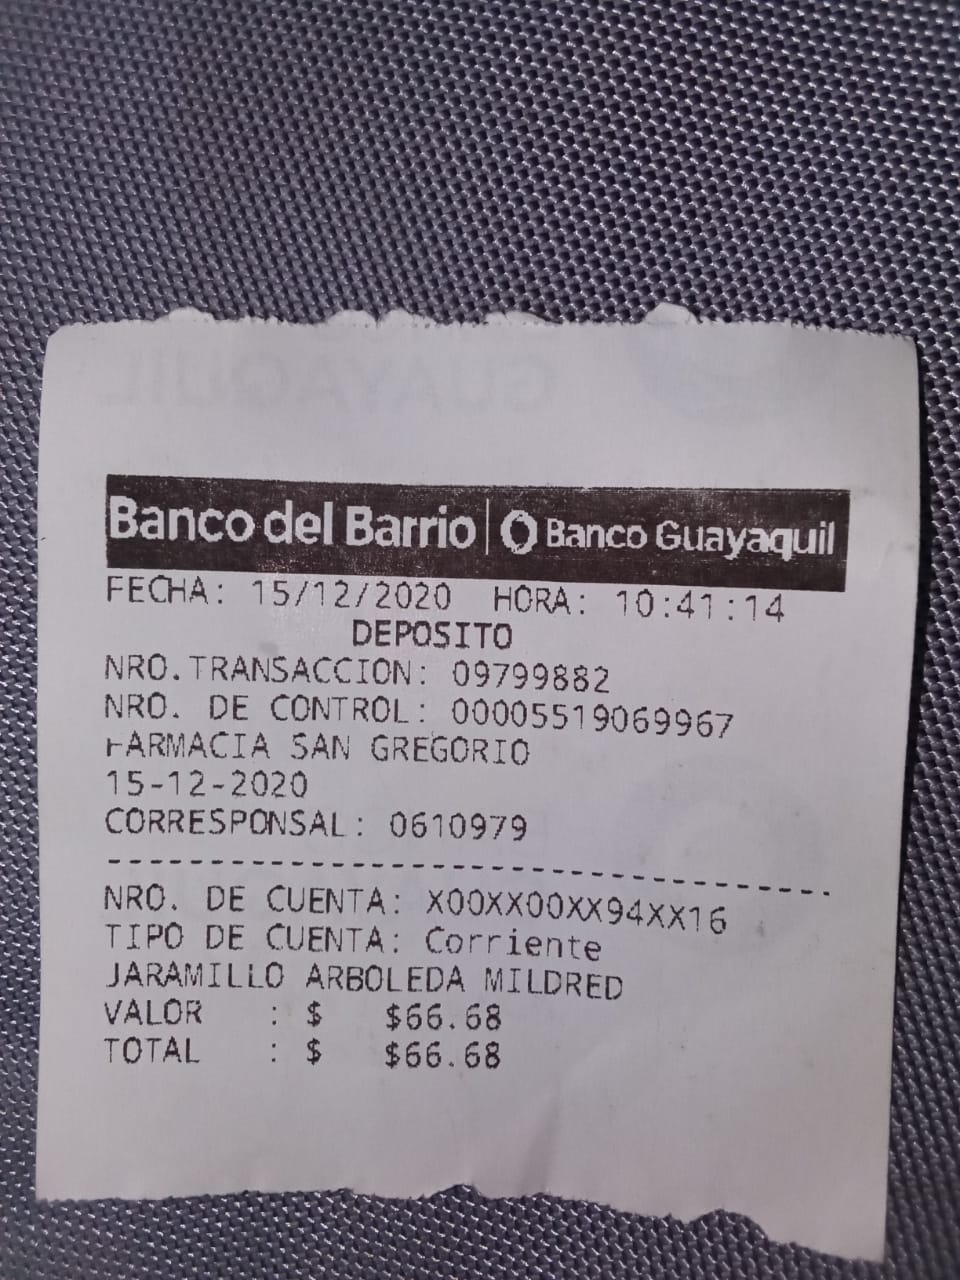 Banco del Barrio | Banco Guayaquil
FECHA: 15/12/2020 HORA: 10:41:14
DEPOSITO
NRO.TRANSACCION: 09799882
NRO. DE CONTROL: 00005519069967
FARMACIA SAN GREGORIO
15-12-2020
CORRESPONSAL: 0610979
NRO. DE CUENTA: X00XX00XX94XX16
TIPO DE CUENTA: Corriente
JARAMILLO ARBOLEDA MILDRED
VALOR : $ $66.68
TOTAL : $ $66.68